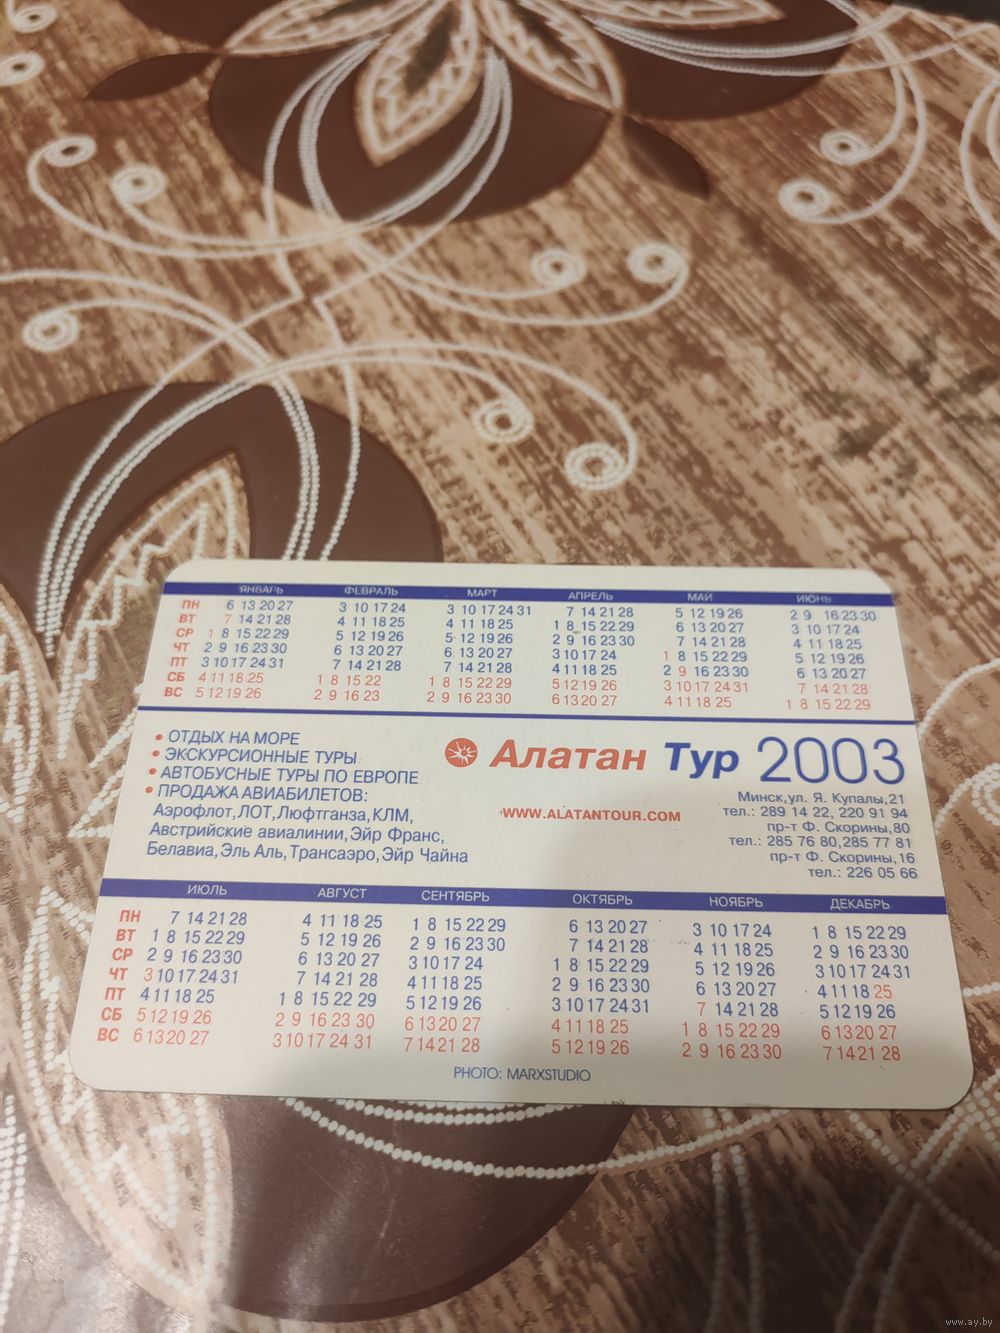 ЯНВАРЬ ФЕВРАЛЬ МАРТ АПРЕЛЬ МАЙ ИЮНЬ
ПН 6 13 20 27 3 10 17 24 3 10 17 24 31 7 14 21 28 5 12 19 26 2 9 16 23 30
ВТ 7 14 21 28 4 11 18 25 4 11 18 25 1 8 15 22 29 6 13 20 27 3 10 17 24
СР 1 8 15 22 29 5 12 19 26 5 12 19 26 2 9 16 23 30 7 14 21 28 4 11 18 25
ЧТ 2 9 16 23 30 6 13 20 27 6 13 20 27 3 10 17 24 1 8 15 22 29 5 12 19 26
ПТ 3 10 17 24 31 7 14 21 28 7 14 21 28 4 11 18 25 2 9 16 23 30 6 13 20 27
СБ 4 11 18 25 1 8 15 22 1 8 15 22 29 5 12 19 26 3 10 17 24 31 7 14 21 28
ВС 5 12 19 26 2 9 16 23 2 9 16 23 30 6 13 20 27 4 11 18 25 1 8 15 22 29
• ОТДЫХ НА МОРЕ
• ЭКСКУРСИОННЫЕ ТУРЫ
• АВТОБУСНЫЕ ТУРЫ ПО ЕВРОПЕ
• ПРОДАЖА АВИАБИЛЕТОВ:
Аэрофлот,ЛОТ,Люфтганза,КЛМ,
Австрийские авиалинии,Эйр Франс,
Белавиа,Эль Аль,Трансаэро,Эйр Чайна
Алатан Тур 2003
WWW.ALATANTOUR.COM
Минск,ул. Я. Купалы,21
тел.: 289 14 22, 220 91 94
пр-т Ф. Скорины,80
тел.: 285 76 80,285 77 81
пр-т Ф. Скорины,16
тел.: 226 05 66
ИЮЛЬ АВГУСТ СЕНТЯБРЬ ОКТЯБРЬ НОЯБРЬ ДЕКАБРЬ
ПН 7 14 21 28 4 11 18 25 1 8 15 22 29 6 13 20 27 3 10 17 24 1 8 15 22 29
ВТ 1 8 15 22 29 5 12 19 26 2 9 16 23 30 7 14 21 28 4 11 18 25 2 9 16 23 30
СР 2 9 16 23 30 6 13 20 27 3 10 17 24 1 8 15 22 29 5 12 19 26 3 10 17 24 31
ЧТ 3 10 17 24 31 7 14 21 28 4 11 18 25 2 9 16 23 30 6 13 20 27 4 11 18 25
ПТ 4 11 18 25 1 8 15 22 29 5 12 19 26 3 10 17 24 31 7 14 21 28 5 12 19 26
СБ 5 12 19 26 2 9 16 23 30 6 13 20 27 4 11 18 25 1 8 15 22 29 6 13 20 27
ВС 6 13 20 27 3 10 17 24 31 7 14 21 28 5 12 19 26 2 9 16 23 30 7 14 21 28
PHOTO: MARXSTUDIO
www.ay.by